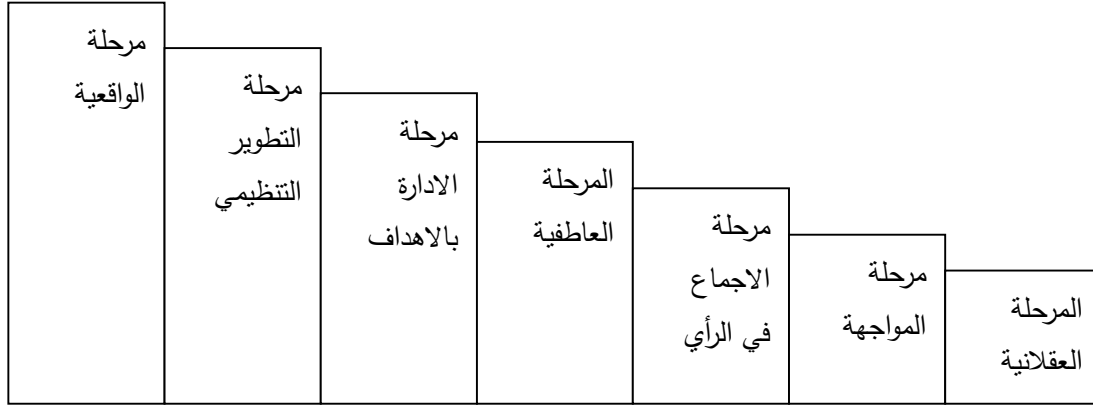 المرحلة
العقلانية
مرحلة
المواجهة
مرحلة
الاجماع
في الرأي
المرحلة
العاطفية
مرحلة
الادارة
بالاهداف
مرحلة
التطوير
التنظيمي
مرحلة
الواقعية